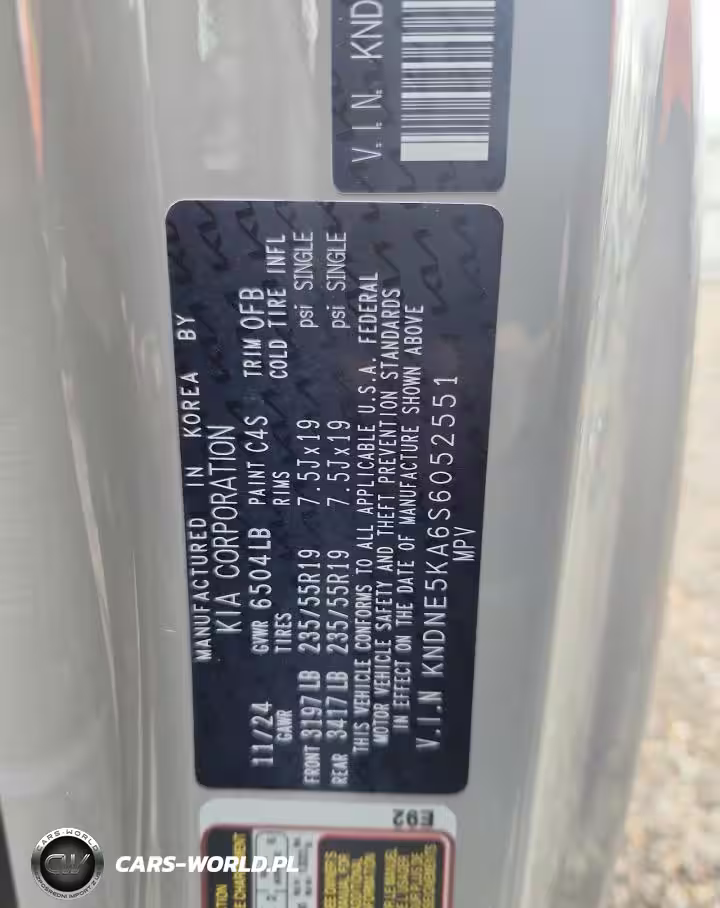 V.I.N. KND
MANUFACTURED IN KOREA BY
KIA CORPORATION
11/24 GVWR 6504LB PAINT C4S TRIM OFB
GAWR TIRES RIMS COLD TIRE INFL
FRONT 3197LB 235/55R19 7.5Jx19 psi SINGLE
REAR 3417LB 235/55R19 7.5Jx19 psi SINGLE
THIS VEHICLE CONFORMS TO ALL APPLICABLE U.S.A. FEDERAL
MOTOR VEHICLE SAFETY AND THEFT PREVENTION STANDARDS
IN EFFECT ON THE DATE OF MANUFACTURE SHOWN ABOVE
V.I.N KNDNE5KA6S6052551
MPV
E92
CARS-WORLD
CW
CARS-WORLD.PL